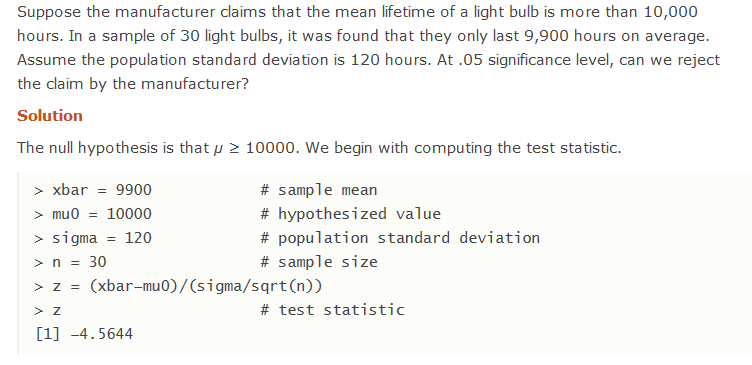 Suppose the manufacturer claims that the mean lifetime of a light bulb is more than 10,000
hours. In a sample of 30 light bulbs, it was found that they only last 9,900 hours on average.
Assume the population standard deviation is 120 hours. At .05 significance level, can we reject
the claim by the manufacturer?
Solution
The null hypothesis is that μ ≥ 10000. We begin with computing the test statistic.
> xbar = 9900 # sample mean
> mu0 = 10000 # hypothesized value
> sigma = 120 # population standard deviation
> n = 30 # sample size
> z = (xbar−mu0)/(sigma/sqrt(n))
> z # test statistic
[1] −4.5644